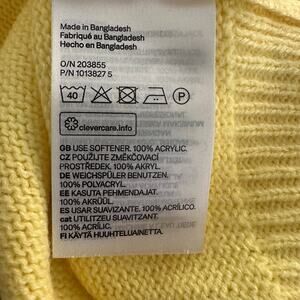 Made in Bangladesh
Fabriqué au Bangladesh
Hecho en Bangladesh
O/N 203855
P/N 1013827 5
40
P
clevercare.info
GB USE SOFTENER. 100% ACRYLIC.
CZ POUŽIJTE ZMĚKČOVACÍ
PROSTŘEDEK. 100% AKRYL.
DE WEICHSPÜLER BENUTZEN.
100% POLYACRYL.
EE KASUTA PEHMENDAJAT.
100% AKRÜÜL.
ES USAR SUAVIZANTE. 100% ACRÍLICO.
cat UTILITZEU SUAVITZANT.
100% ACRÍLIC.
FI KÄYTÄ HUUHTELUAINETTA.